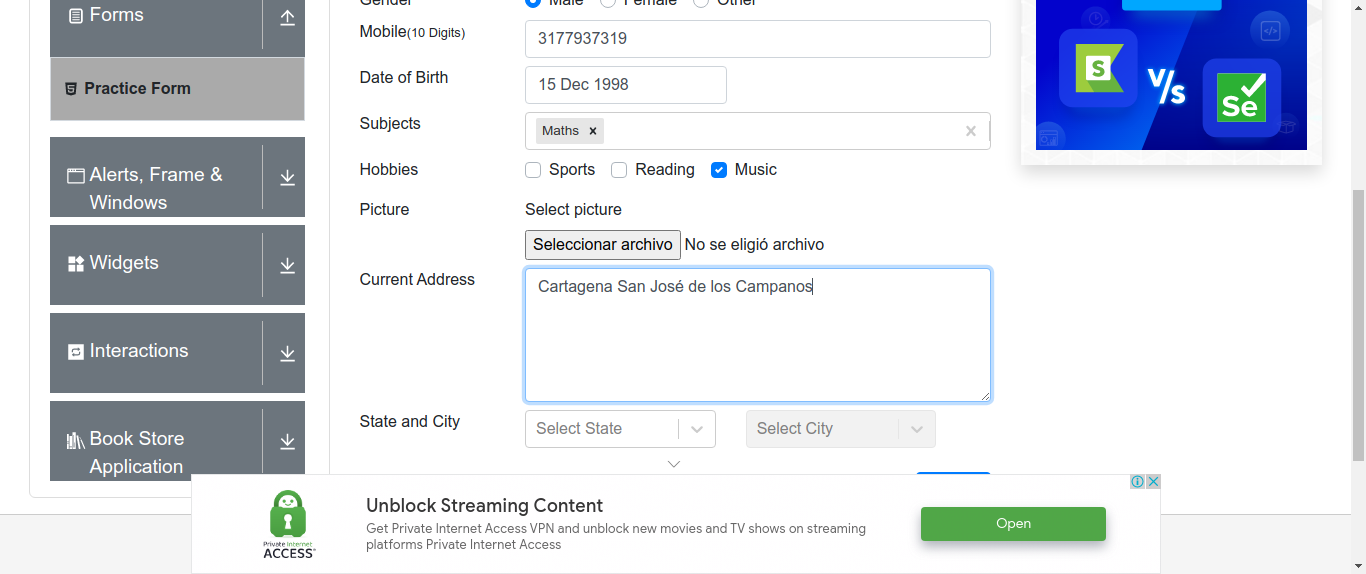 Forms
Practice Form
Alerts, Frame &
Windows
Widgets
Interactions
Book Store
Application
Male Female Other
Mobile(10 Digits) 3177937319
Date of Birth 15 Dec 1998
Subjects Maths
Hobbies Sports Reading Music
Picture Select picture
Seleccionar archivo No se eligió archivo
Current Address Cartagena San José de los Campanos
State and City Select State Select City
S V/s Se
Unblock Streaming Content
Get Private Internet Access VPN and unblock new movies and TV shows on streaming
platforms Private Internet Access
Private Internet
ACCESS
Open